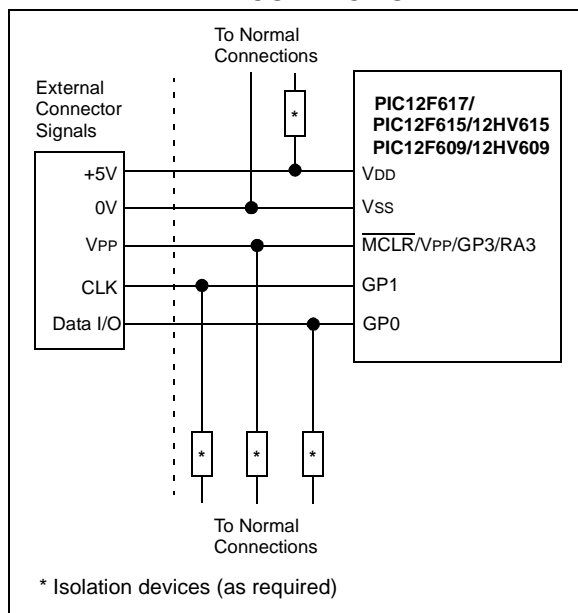 To Normal
Connections
External
Connector
Signals
*
PIC12F617/
PIC12F615/12HV615
PIC12F609/12HV609
+5V
VDD
0V
VSS
VPP
MCLR/VPP/GP3/RA3
CLK
GP1
Data I/O
GP0
*
*
*
To Normal
Connections
* Isolation devices (as required)